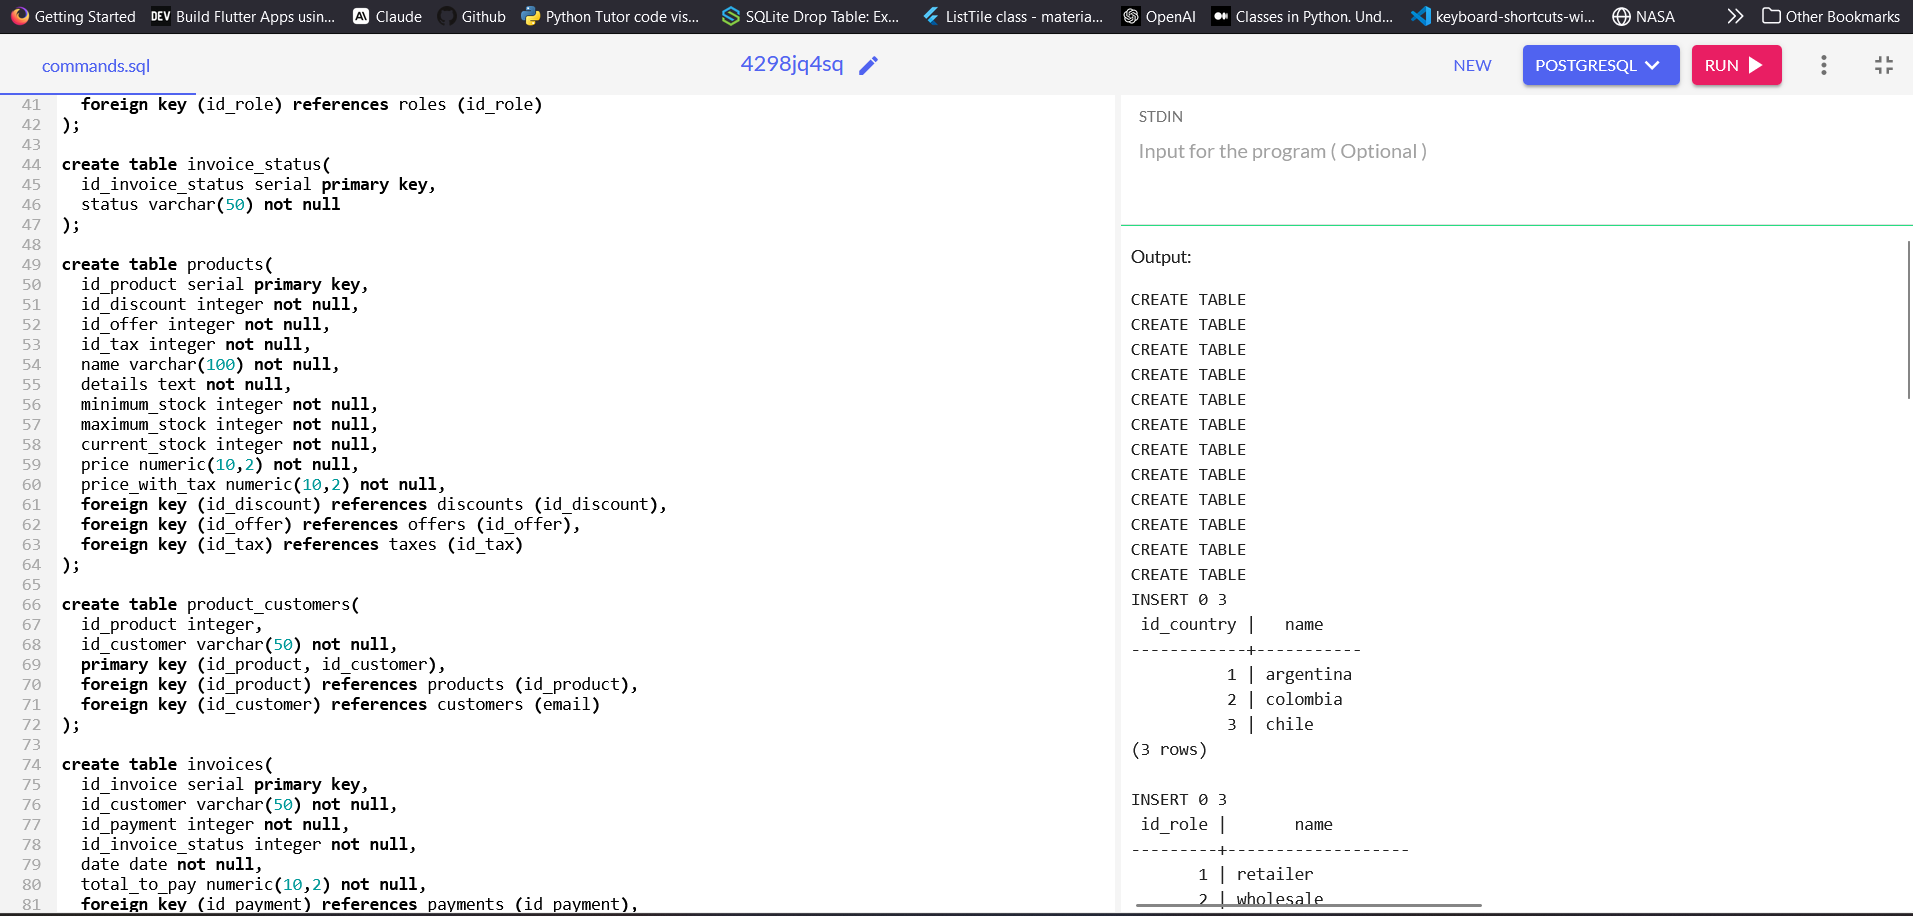 Getting Started DEV Build Flutter Apps usin... AI Claude Github Python Tutor code vis... SQLite Drop Table: Ex... ListTile class - materia... OpenAI Classes in Python. Und... keyboard-shortcuts-wi... NASA Other Bookmarks
commands.sql 4298jq4sq NEW POSTGRESQL RUN
41 foreign key (id_role) references roles (id_role)
42 );
43
44 create table invoice_status(
45 id_invoice_status serial primary key,
46 status varchar(50) not null
47 );
48
49 create table products(
50 id_product serial primary key,
51 id_discount integer not null,
52 id_offer integer not null,
53 id_tax integer not null,
54 name varchar(100) not null,
55 details text not null,
56 minimum_stock integer not null,
57 maximum_stock integer not null,
58 current_stock integer not null,
59 price numeric(10,2) not null,
60 price_with_tax numeric(10,2) not null,
61 foreign key (id_discount) references discounts (id_discount),
62 foreign key (id_offer) references offers (id_offer),
63 foreign key (id_tax) references taxes (id_tax)
64 );
65
66 create table product_customers(
67 id_product integer,
68 id_customer varchar(50) not null,
69 primary key (id_product, id_customer),
70 foreign key (id_product) references products (id_product),
71 foreign key (id_customer) references customers (email)
72 );
73
74 create table invoices(
75 id_invoice serial primary key,
76 id_customer varchar(50) not null,
77 id_payment integer not null,
78 id_invoice_status integer not null,
79 date date not null,
80 total_to_pay numeric(10,2) not null,
81 foreign key (id_payment) references payments (id_payment),
STDIN
Input for the program ( Optional )
Output:
CREATE TABLE
CREATE TABLE
CREATE TABLE
CREATE TABLE
CREATE TABLE
CREATE TABLE
CREATE TABLE
CREATE TABLE
CREATE TABLE
CREATE TABLE
CREATE TABLE
CREATE TABLE
INSERT 0 3
id_country | name
------------+-----------
1 | argentina
2 | colombia
3 | chile
(3 rows)
INSERT 0 3
id_role | name
---------+-------------------
1 | retailer
2 | wholesale